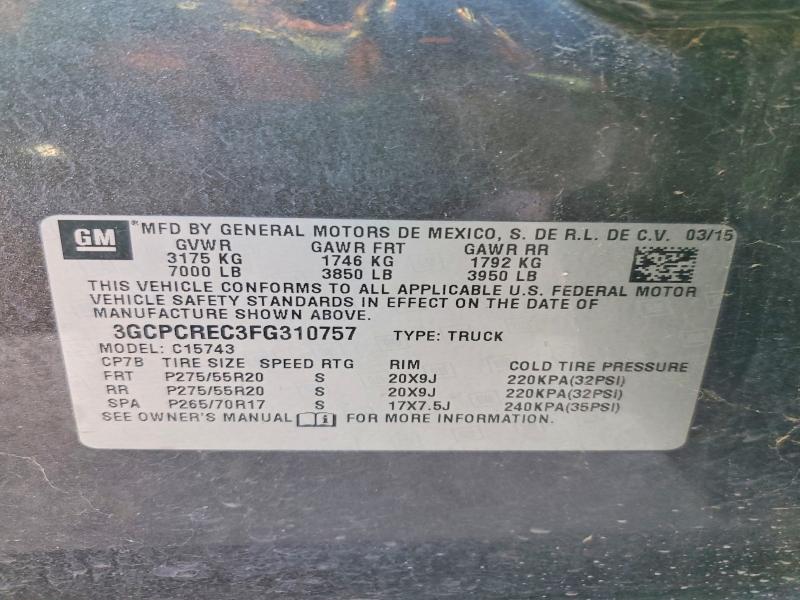 GM ® MFD BY GENERAL MOTORS DE MEXICO, S. DE R.L. DE C.V. 03/15
GVWR GAWR FRT GAWR RR
3175 KG 1746 KG 1792 KG
7000 LB 3850 LB 3950 LB
THIS VEHICLE CONFORMS TO ALL APPLICABLE U.S. FEDERAL MOTOR
VEHICLE SAFETY STANDARDS IN EFFECT ON THE DATE OF
MANUFACTURE SHOWN ABOVE.
3GCPCREC3FG310757 TYPE: TRUCK
MODEL: C15743
CP7B TIRE SIZE SPEED RTG RIM COLD TIRE PRESSURE
FRT P275/55R20 S 20X9J 220KPA(32PSI)
RR P275/55R20 S 20X9J 220KPA(32PSI)
SPA P265/70R17 S 17X7.5J 240KPA(35PSI)
SEE OWNER'S MANUAL i FOR MORE INFORMATION.